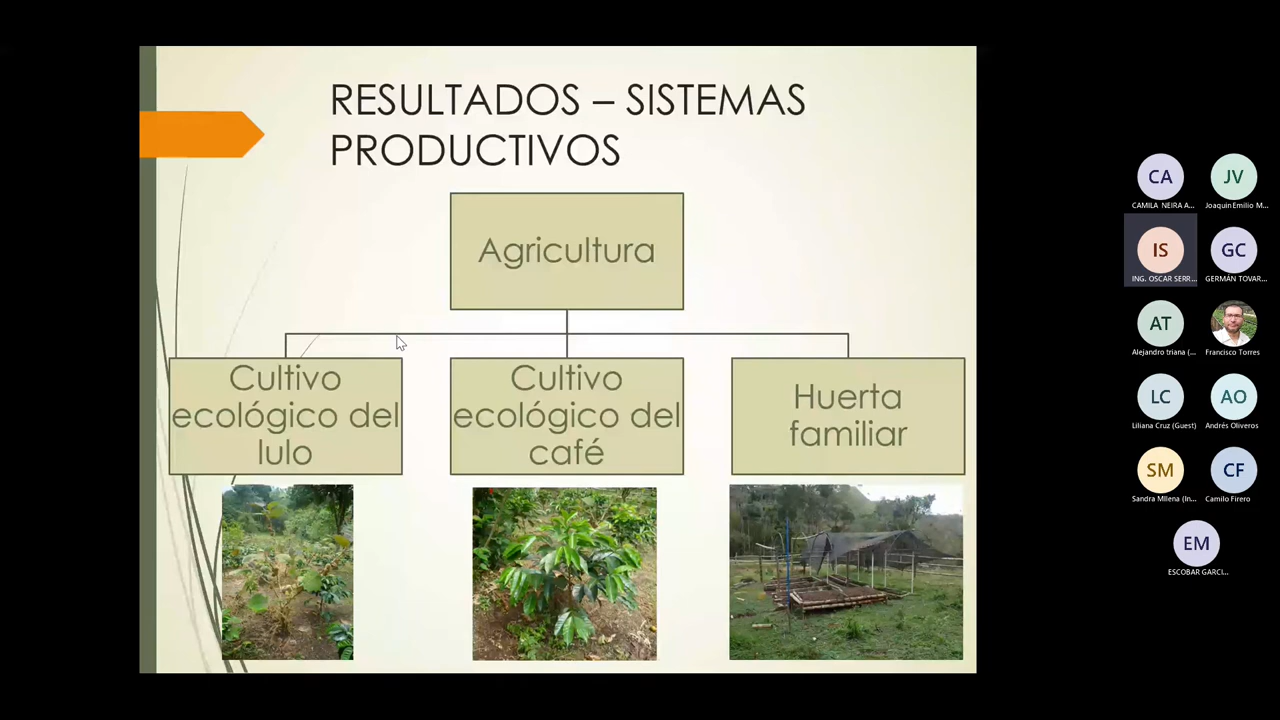 RESULTADOS – SISTEMAS
PRODUCTIVOS
Agricultura
Cultivo
ecológico del
lulo
Cultivo
ecológico del
café
Huerta
familiar
CA
JV
CAMILA NEIRA A...
Joaquin Emilio M...
IS
GC
ING. OSCAR SERR...
GERMÁN TOVAR...
AT
Alejandro triana (...
Francisco Torres
LC
AO
Liliana Cruz (Guest)
Andrés Oliveros
SM
CF
Sandra MIlena (In...
Camilo Firero
EM
ESCOBAR GARCI...